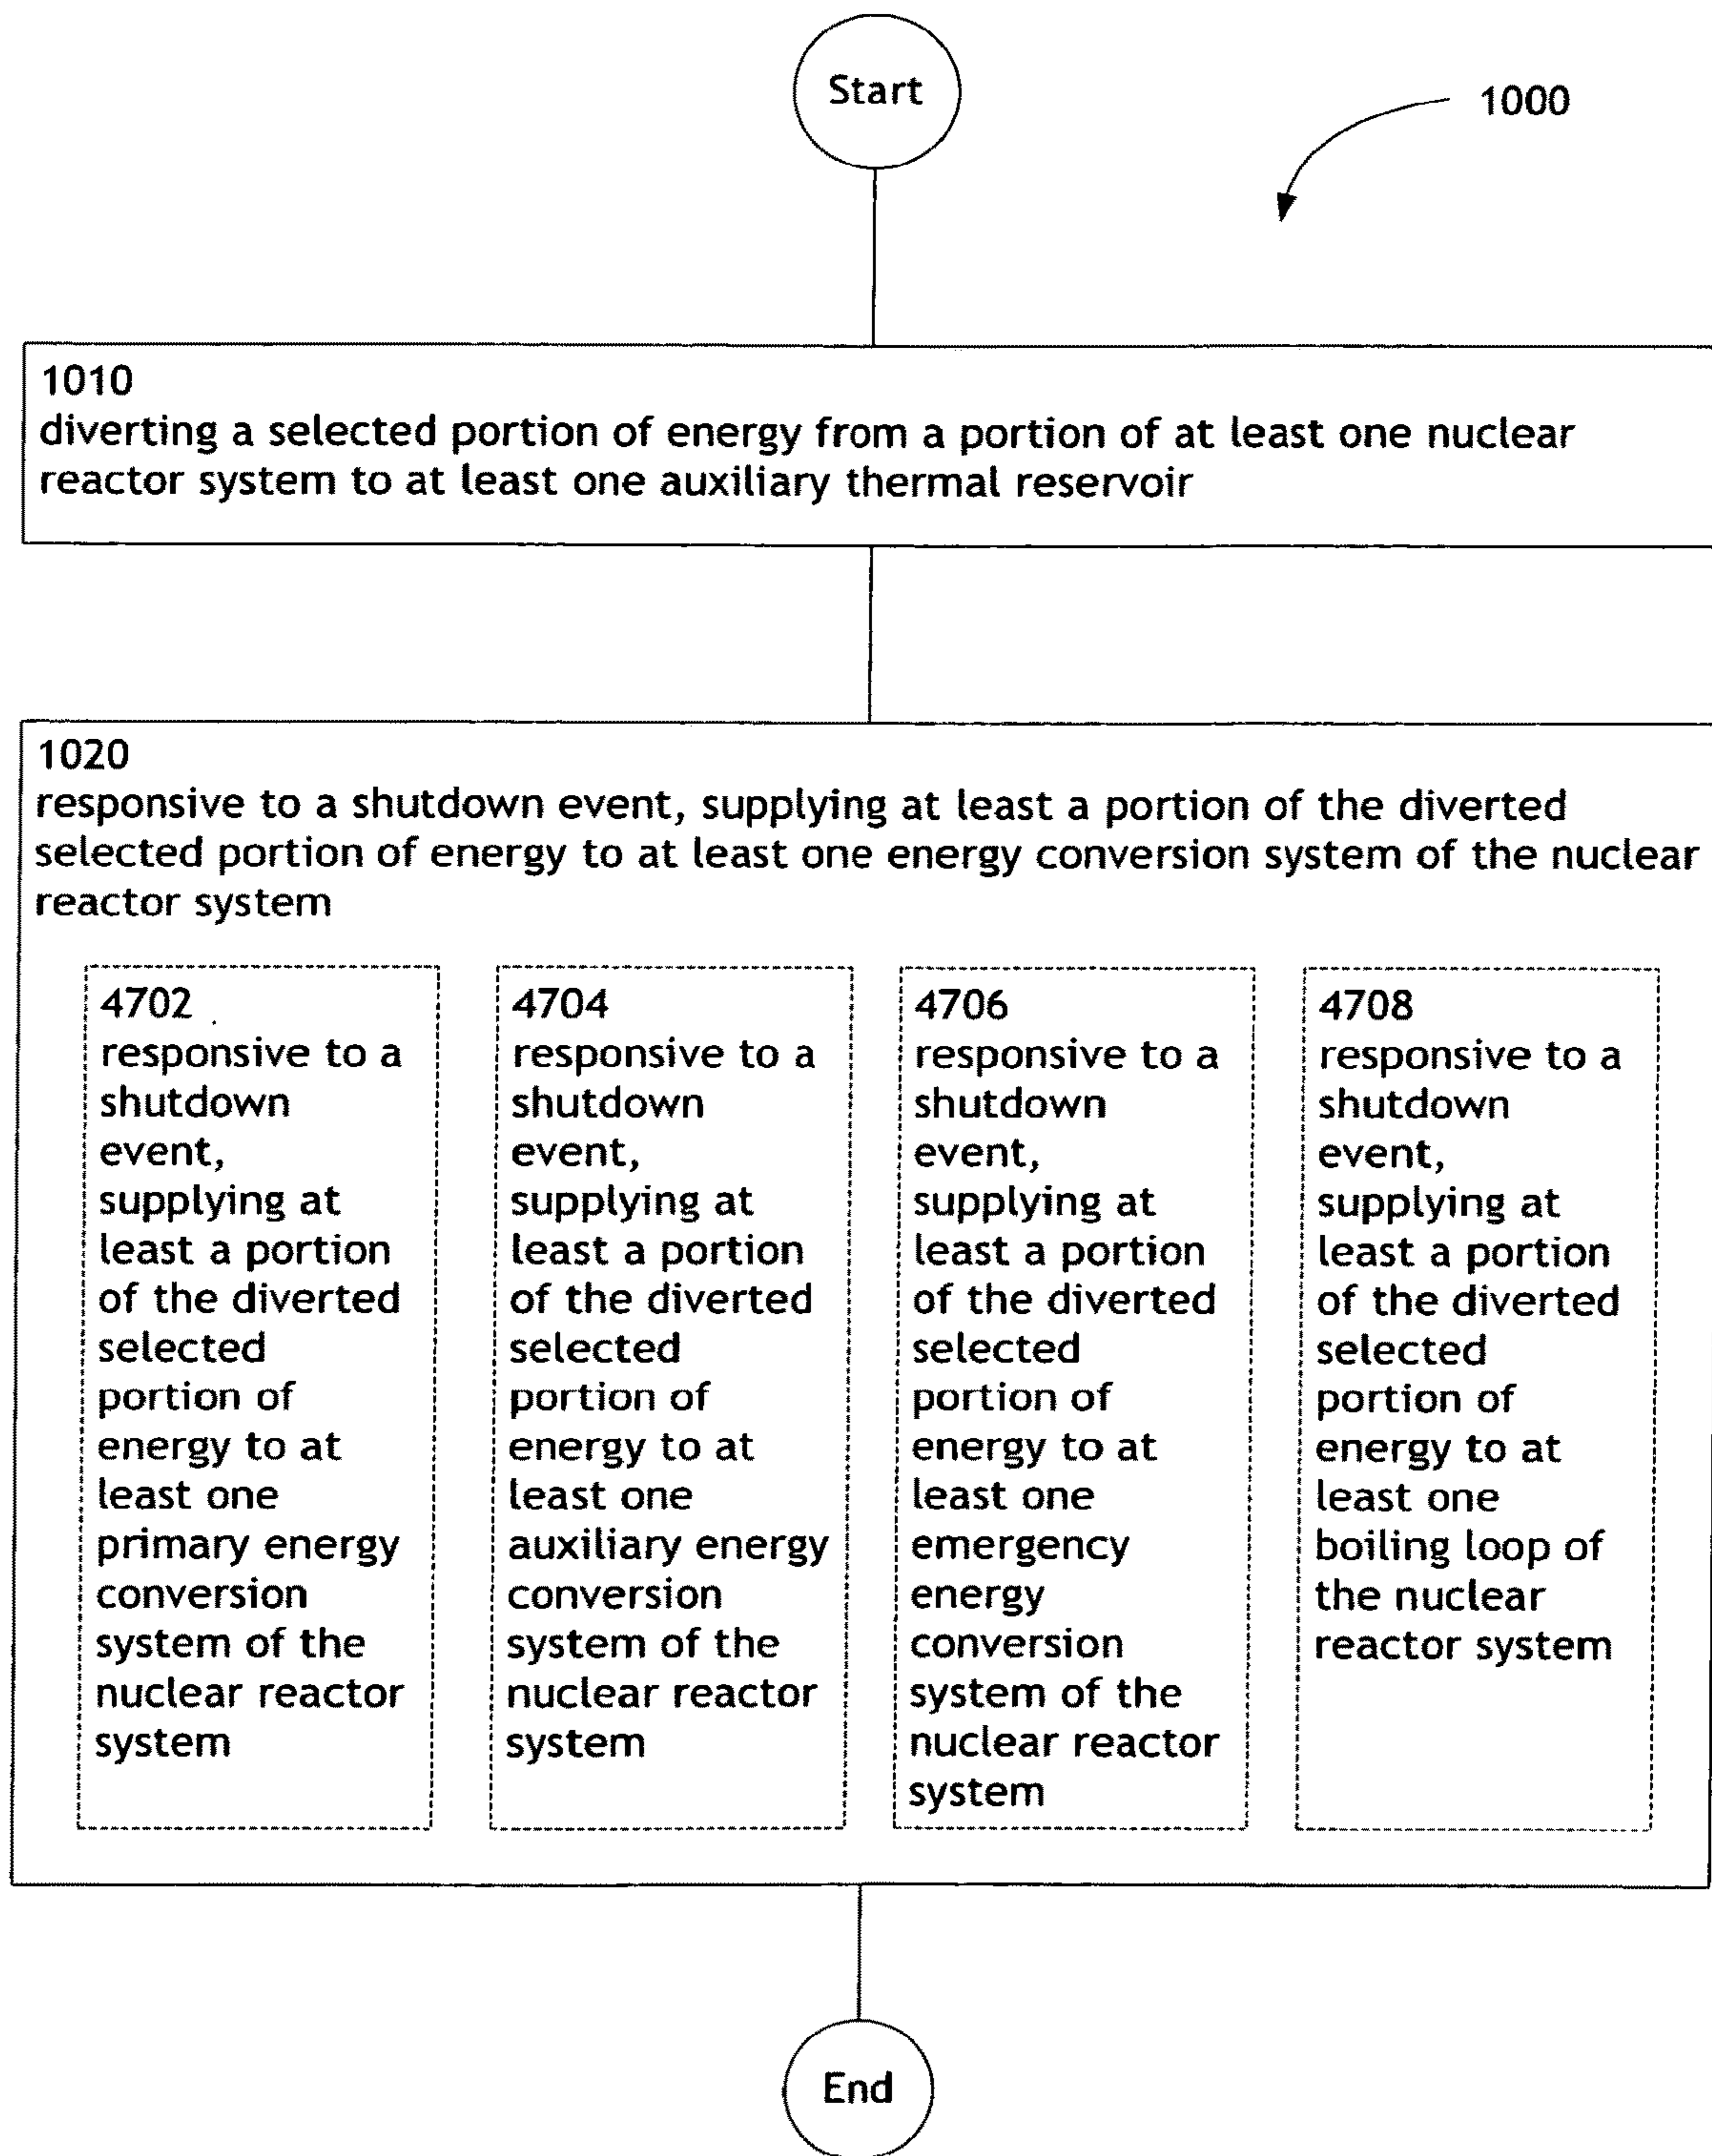 Start
1000
1010
diverting a selected portion of energy from a portion of at least one nuclear
reactor system to at least one auxiliary thermal reservoir
1020
responsive to a shutdown event, supplying at least a portion of the diverted
selected portion of energy to at least one energy conversion system of the nuclear
reactor system
4702
responsive to a
shutdown
event,
supplying at
least a portion
of the diverted
selected
portion of
energy to at
least one
primary energy
conversion
system of the
nuclear reactor
system
4704
responsive to a
shutdown
event,
supplying at
least a portion
of the diverted
selected
portion of
energy to at
least one
auxiliary energy
conversion
system of the
nuclear reactor
system
4706
responsive to a
shutdown
event,
supplying at
least a portion
of the diverted
selected
portion of
energy to at
least one
emergency
energy
conversion
system of the
nuclear reactor
system
4708
responsive to a
shutdown
event,
supplying at
least a portion
of the diverted
selected
portion of
energy to at
least one
boiling loop of
the nuclear
reactor system
End